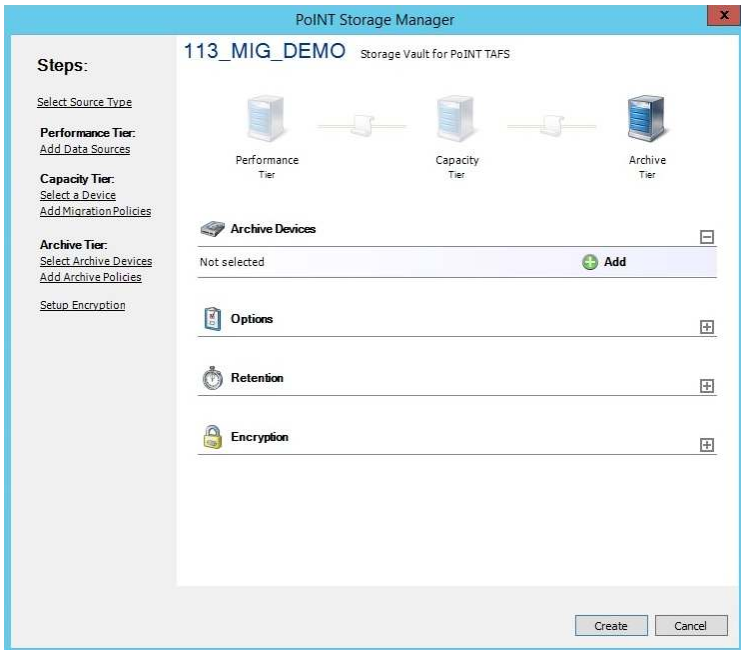 PoINT Storage Manager
x
Steps:
Select Source Type
Performance Tier:
Add Data Sources
Capacity Tier:
Select a Device
Add Migration Policies
Archive Tier:
Select Archive Devices
Add Archive Policies
Setup Encryption
113_MIG_DEMO Storage Vault for PoINT TAFS
Performance
Tier
Capacity
Tier
Archive
Tier
Archive Devices
Not selected Add
Options
Retention
Encryption
Create Cancel